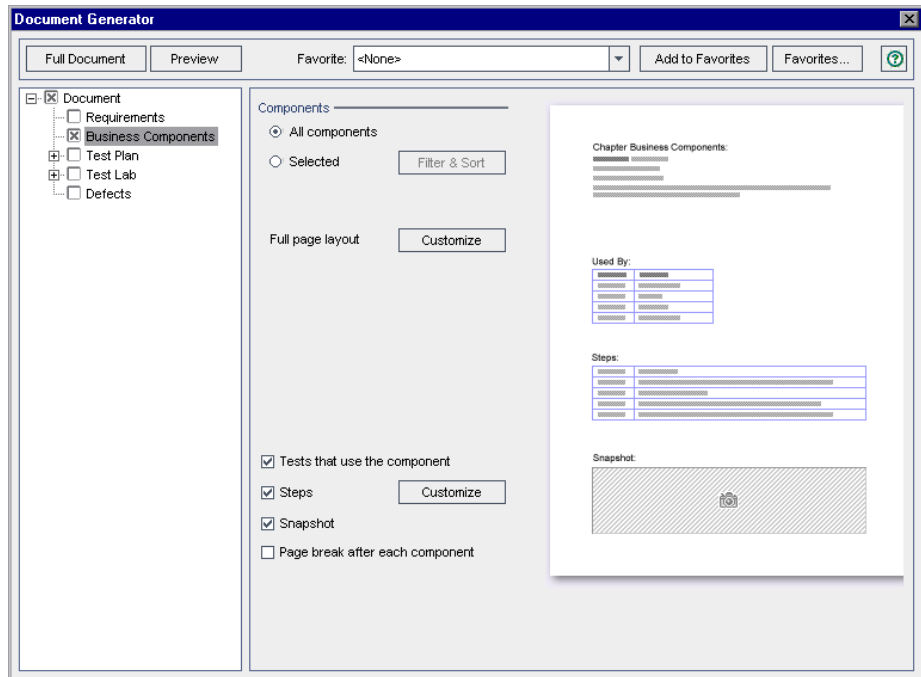 Document Generator
Full Document Preview Favorite: <None> Add to Favorites Favorites...
Document
Requirements
Business Components
Test Plan
Test Lab
Defects
Components
All components
Selected Filter & Sort
Full page layout Customize
Tests that use the component
Steps Customize
Snapshot
Page break after each component
Chapter Business Components:
Used By:
Steps:
Snapshot: